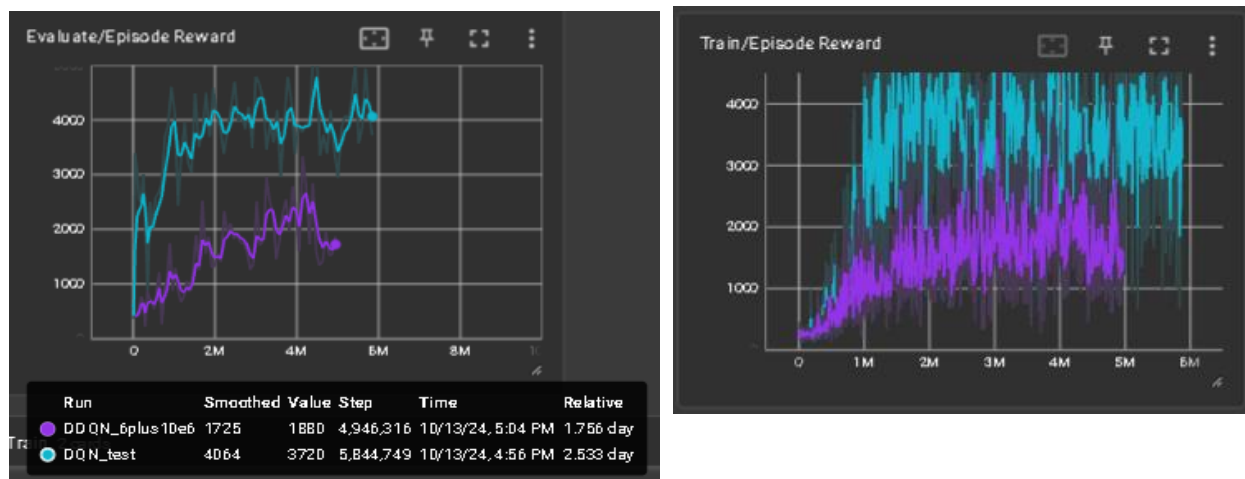 Evaluate/Episode Reward
4000
3000
2000
1000
0 2M 4M 6M 8M
Run Smoothed Value Step Time Relative
DDQN_6plus10e6 1725 1880 4,946,316 10/13/24, 5:04 PM 1.756 day
DQN_test 4064 3720 5,844,749 10/13/24, 4:56 PM 2.533 day
Train/Episode Reward
4000
3000
2000
1000
0 1M 2M 3M 4M 5M 6M